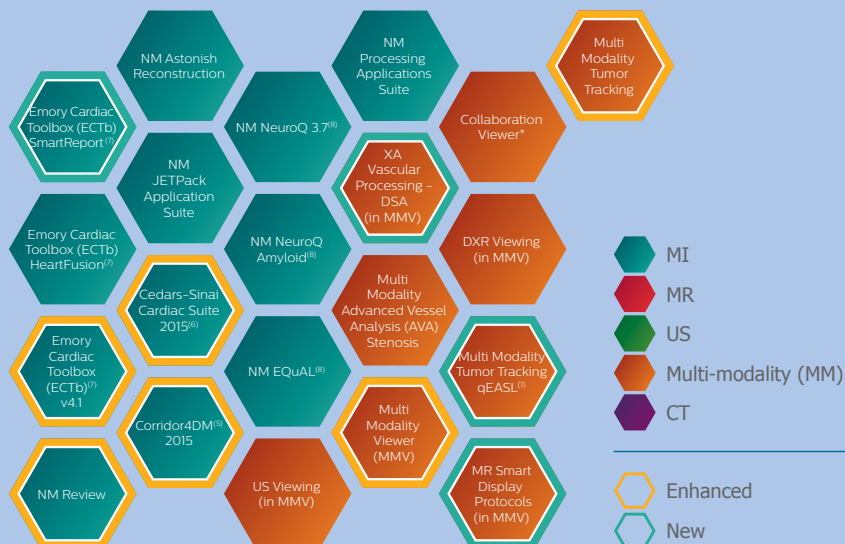 NM Astonish
Reconstruction
NM
Processing
Applications
Suite
Multi
Modality
Tumor
Tracking
Emory Cardiac
Toolbox (ECTb)
SmartReport(7)
NM NeuroQ 3.7(8)
Collaboration
Viewer*
NM
JETPack
Application
Suite
XA
Vascular
Processing -
DSA
(in MMV)
Emory Cardiac
Toolbox (ECTb)
HeartFusion(7)
NM NeuroQ
Amyloid(8)
DXR Viewing
(in MMV)
Cedars-Sinai
Cardiac Suite
2015(6)
Multi
Modality
Advanced Vessel
Analysis (AVA)
Stenosis
Emory
Cardiac
Toolbox
(ECTb)(7)
v4.1
NM EQuAL(8)
Multi Modality
Tumor Tracking
qEASL(1)
Corridor4DM(5)
2015
Multi
Modality
Viewer
(MMV)
NM Review
US Viewing
(in MMV)
MR Smart
Display
Protocols
(in MMV)
MI
MR
US
Multi-modality (MM)
CT
Enhanced
New